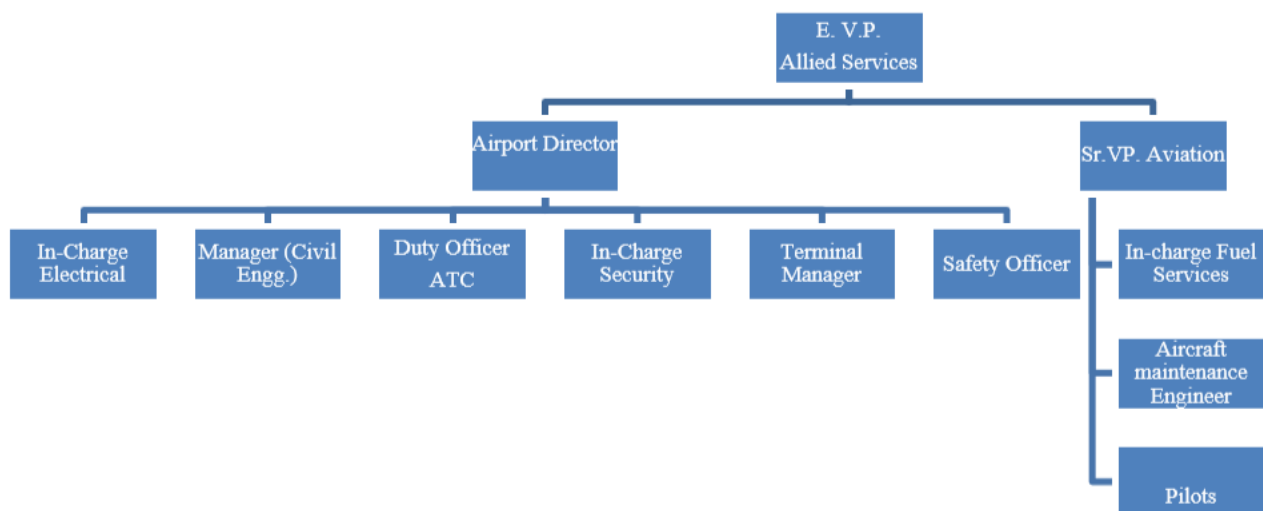 E. V.P.
Allied Services
Airport Director
Sr.VP. Aviation
In-Charge
Electrical
Manager (Civil
Engg.)
Duty Officer
ATC
In-Charge
Security
Terminal
Manager
Safety Officer
In-charge Fuel
Services
Aircraft
maintenance
Engineer
Pilots